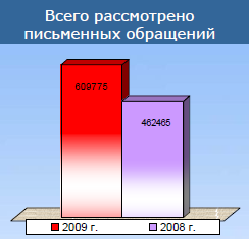 Всего рассмотрено
письменных обращений
609775
462465
2009 г. 2008 г.